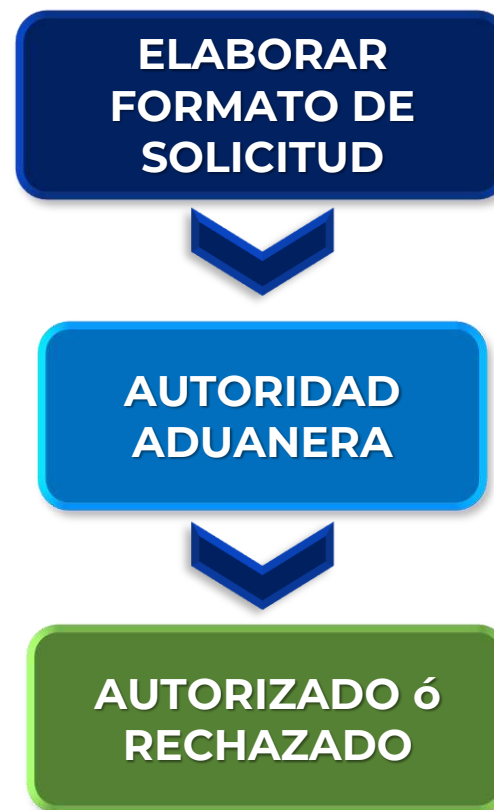 ELABORAR
FORMATO DE
SOLICITUD
AUTORIDAD
ADUANERA
AUTORIZADO ó
RECHAZADO